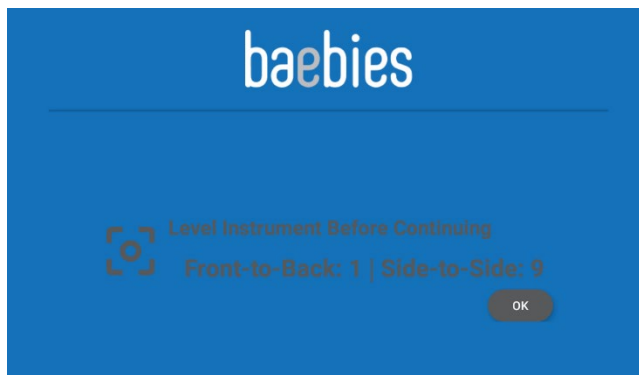 baebies
Level Instrument Before Continuing
Front-to-Back: 1 | Side-to-Side: 9
OK